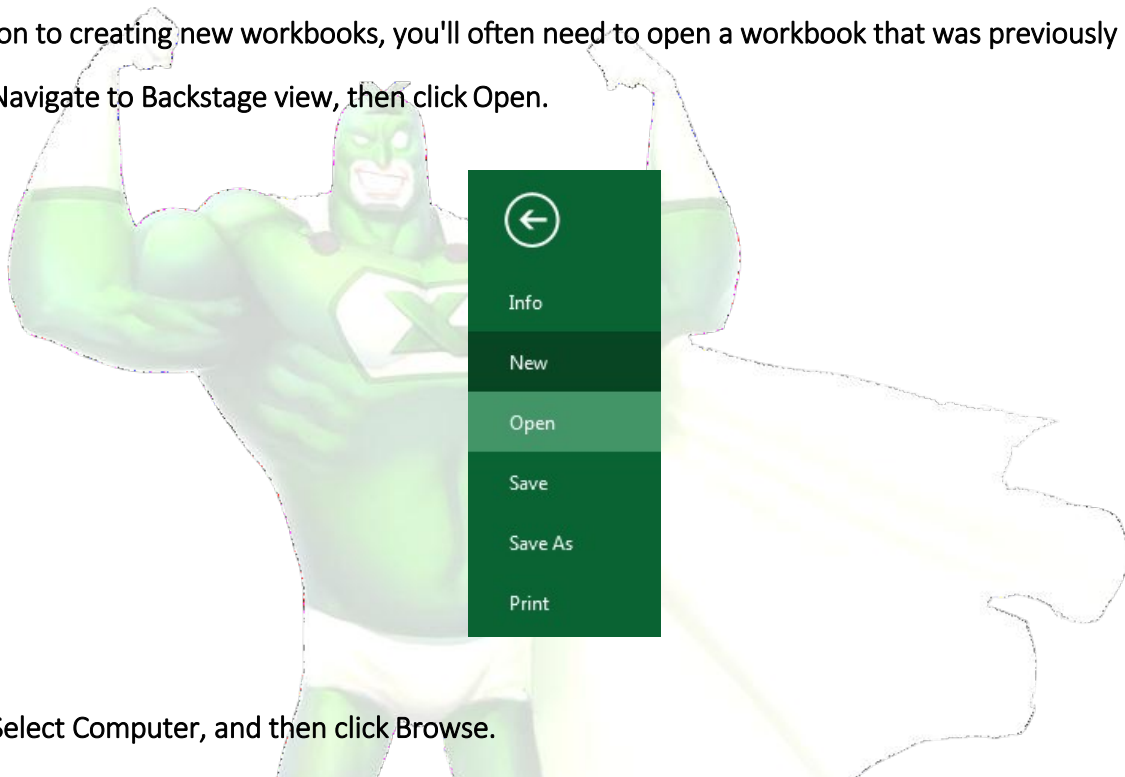 on to creating new workbooks, you'll often need to open a workbook that was previously
Navigate to Backstage view, then click Open.
Info
New
Open
Save
Save As
Print
Select Computer, and then click Browse.